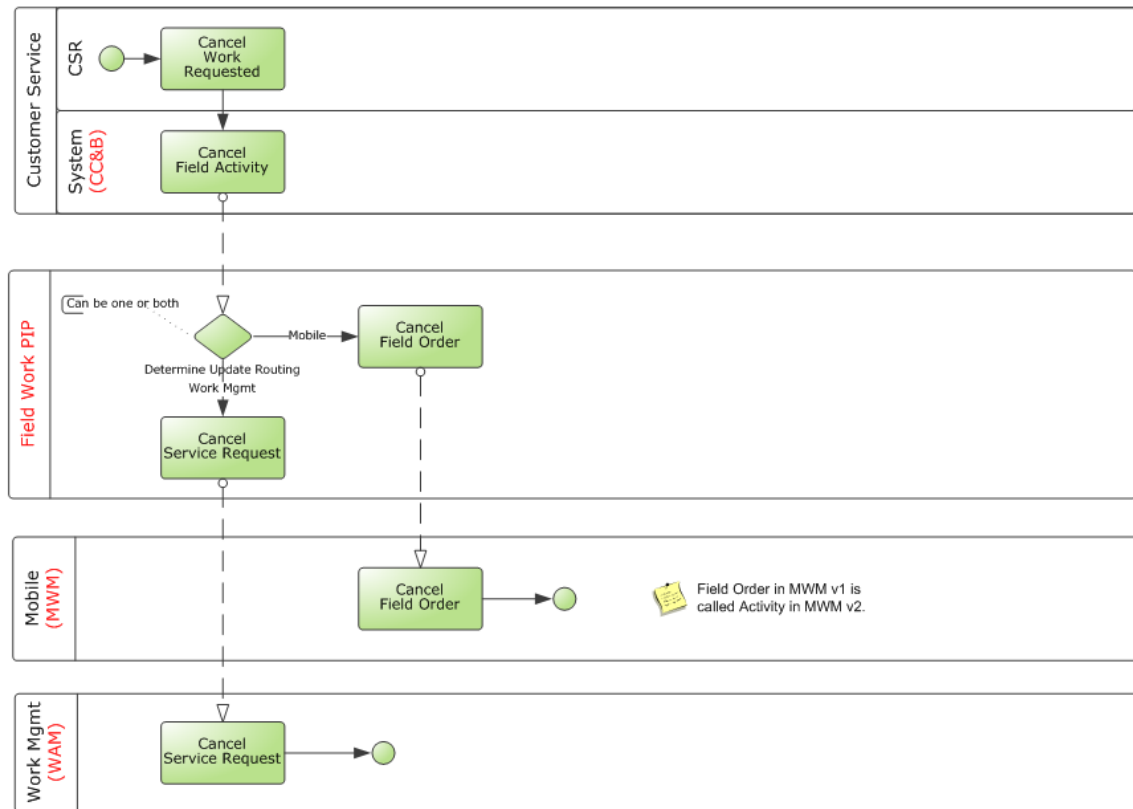 Customer Service
CSR
Cancel
Work
Requested
System
(CC&B)
Cancel
Field Activity
Field Work PIP
Can be one or both
Mobile
Cancel
Field Order
Determine Update Routing
Work Mgmt
Cancel
Service Request
Mobile
(MWM)
Cancel
Field Order
Field Order in MWM v1 is
called Activity in MWM v2.
Work Mgmt
(WAM)
Cancel
Service Request